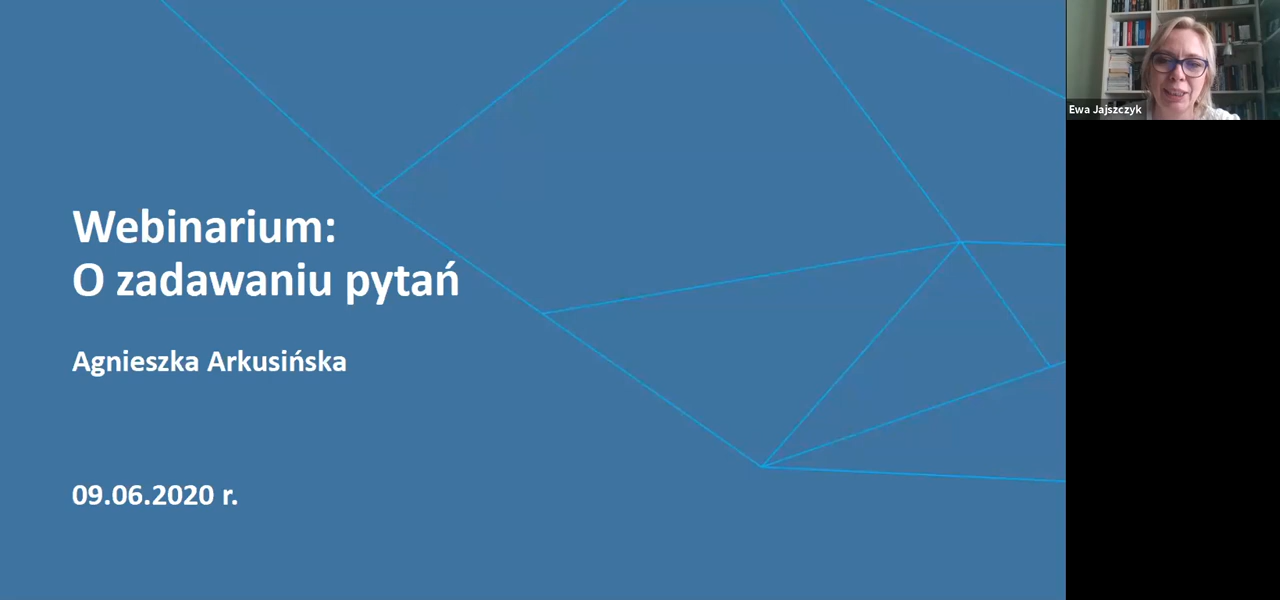 Webinarium:
O zadawaniu pytań
Agnieszka Arkusińska
09.06.2020 r.
Ewa Jajszczyk